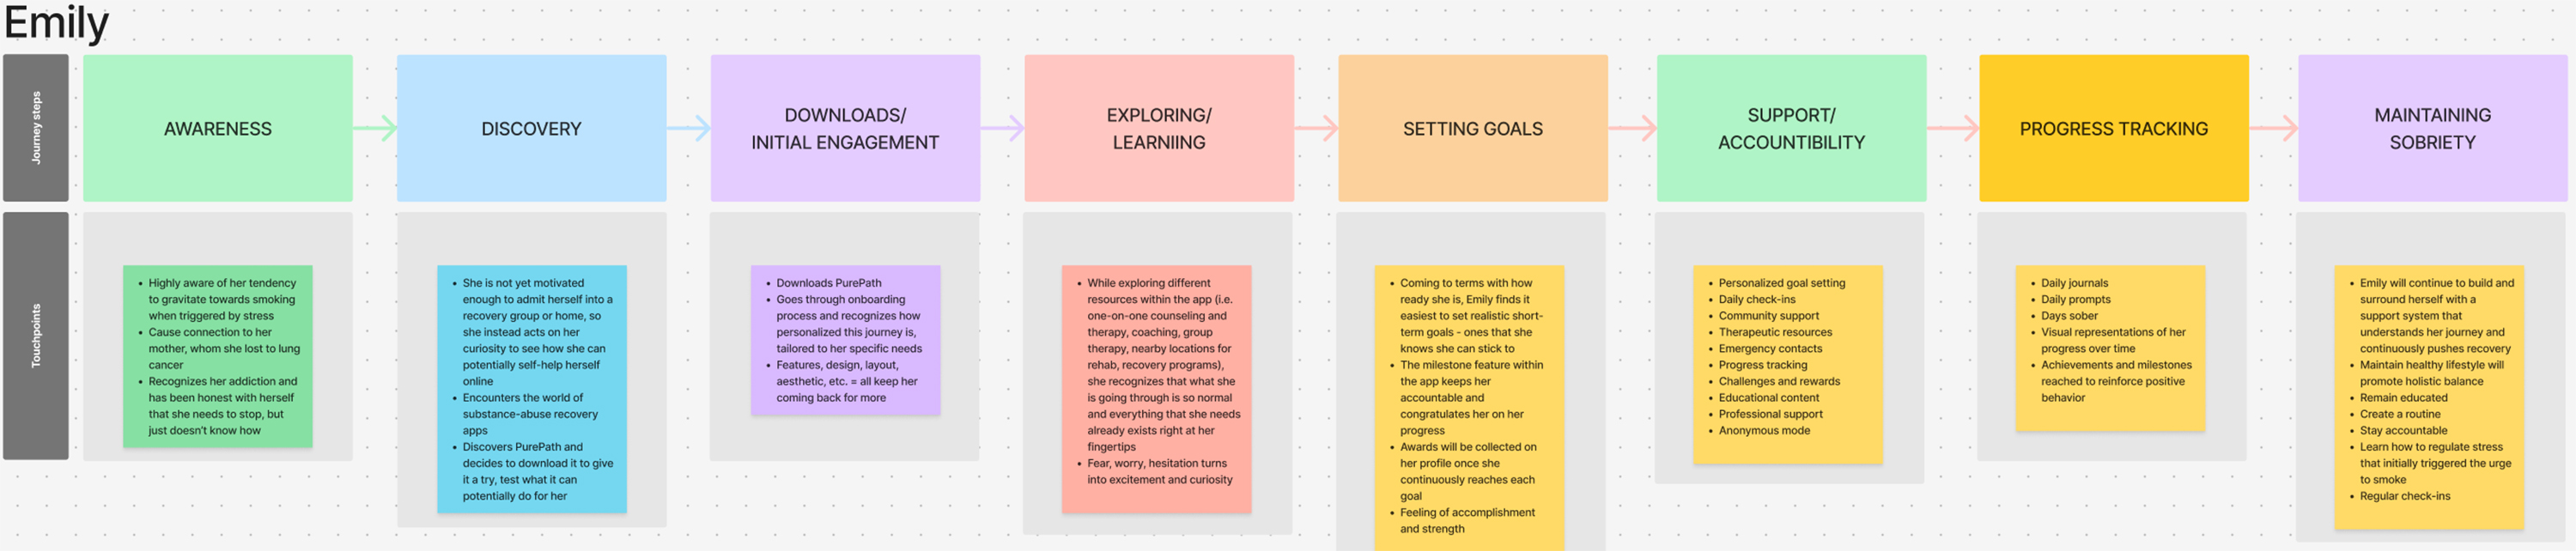 Emily
Journey steps
AWARENESS
DISCOVERY
DOWNLOADS/
INITIAL ENGAGEMENT
EXPLORING/
LEARNIING
SETTING GOALS
SUPPORT/
ACCOUNTIBILITY
PROGRESS TRACKING
MAINTAINING
SOBRIETY
Touchpoints
• Highly aware of her tendency
to gravitate towards smoking
when triggered by stress
• Cause connection to her
mother, whom she lost to lung
cancer
• Recognizes her addiction and
has been honest with herself
that she needs to stop, but
just doesn't know how
• She is not yet motivated
enough to admit herself into a
recovery group or home, so
she instead acts on her
curiosity to see how she can
potentially self-help herself
online
• Encounters the world of
substance-abuse recovery
apps
• Discovers PurePath and
decides to download it to give
it a try, test what it can
potentially do for her
• Downloads PurePath
• Goes through onboarding
process and recognizes how
personalized this journey is,
tailored to her specific needs
• Features, design, layout,
aesthetic, etc. = all keep her
coming back for more
• While exploring different
resources within the app (i.e.
one-on-one counseling and
therapy, coaching, group
therapy, nearby locations for
rehab, recovery programs),
she recognizes that what she
is going through is so normal
and everything that she needs
already exists right at her
fingertips
• Fear, worry, hesitation turns
into excitement and curiosity
• Coming to terms with how
ready she is, Emily finds it
easiest to set realistic short-
term goals - ones that she
knows she can stick to
• The milestone feature within
the app keeps her
accountable and
congratulates her on her
progress
• Awards will be collected on
her profile once she
continuously reaches each
goal
• Feeling of accomplishment
and strength
• Personalized goal setting
• Daily check-ins
• Community support
• Therapeutic resources
• Emergency contacts
• Progress tracking
• Challenges and rewards
• Educational content
• Professional support
• Anonymous mode
• Daily journals
• Daily prompts
• Days sober
• Visual representations of her
progress over time
• Achievements and milestones
reached to reinforce positive
behavior
• Emily will continue to build and
surround herself with a
support system that
understands her journey and
continuously pushes recovery
• Maintain healthy lifestyle will
promote holistic balance
• Remain educated
• Create a routine
• Stay accountable
• Learn how to regulate stress
that initially triggered the urge
to smoke
• Regular check-ins